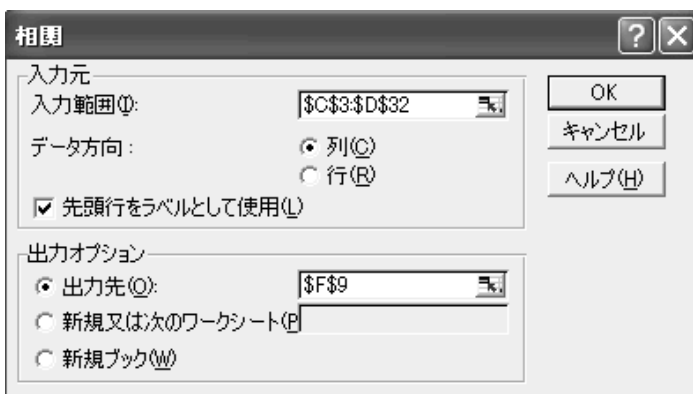 相関
入力元
入力範囲(I): $C$3:$D$32
データ方向: 列(C)
行(R)
先頭行をラベルとして使用(L)
OK
キャンセル
ヘルプ(H)
出力オプション
出力先(O): $F$9
新規又は次のワークシート(P
新規ブック(W)